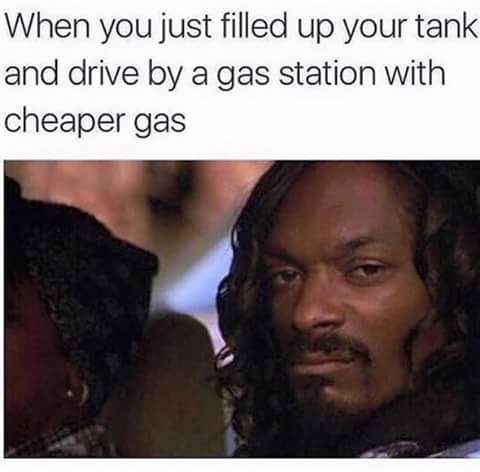 When you just filled up your tank
and drive by a gas station with
cheaper gas